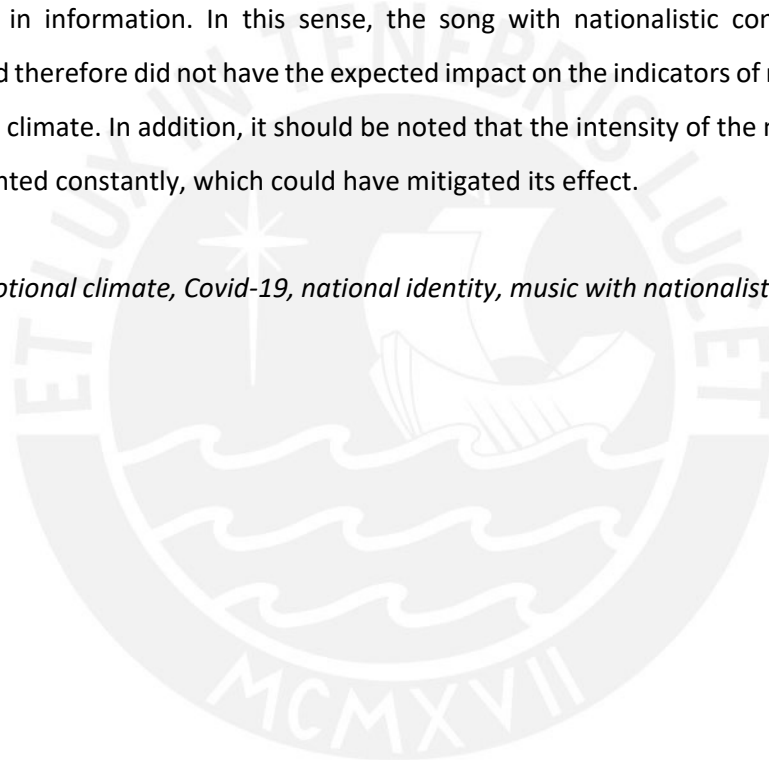 in information. In this sense, the song with nationalistic con
d therefore did not have the expected impact on the indicators of
climate. In addition, it should be noted that the intensity of the
nted constantly, which could have mitigated its effect.
otional climate, Covid-19, national identity, music with nationalist
ET LUX IN TENEBRIS LUCET
MCMXVII